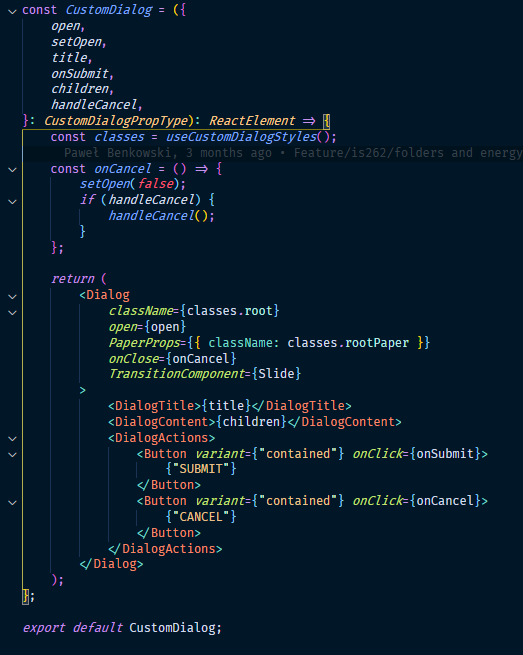 const CustomDialog = ({
    open,
    setOpen,
    title,
    onSubmit,
    children,
    handleCancel,
}: CustomDialogPropType): ReactElement => {
    const classes = useCustomDialogStyles();
      Paweł Benkowski, 3 months ago • Feature/is262/folders and energy
    const onCancel = () => {
        setOpen(false);
        if (handleCancel) {
            handleCancel();
        }
    };

    return (
        <Dialog
            className={classes.root}
            open={open}
            PaperProps={{ className: classes.rootPaper }}
            onClose={onCancel}
            TransitionComponent={Slide}
        >
            <DialogTitle>{title}</DialogTitle>
            <DialogContent>{children}</DialogContent>
            <DialogActions>
                <Button variant={"contained"} onClick={onSubmit}>
                    {"SUBMIT"}
                </Button>
                <Button variant={"contained"} onClick={onCancel}>
                    {"CANCEL"}
                </Button>
            </DialogActions>
        </Dialog>
    );
};

export default CustomDialog;